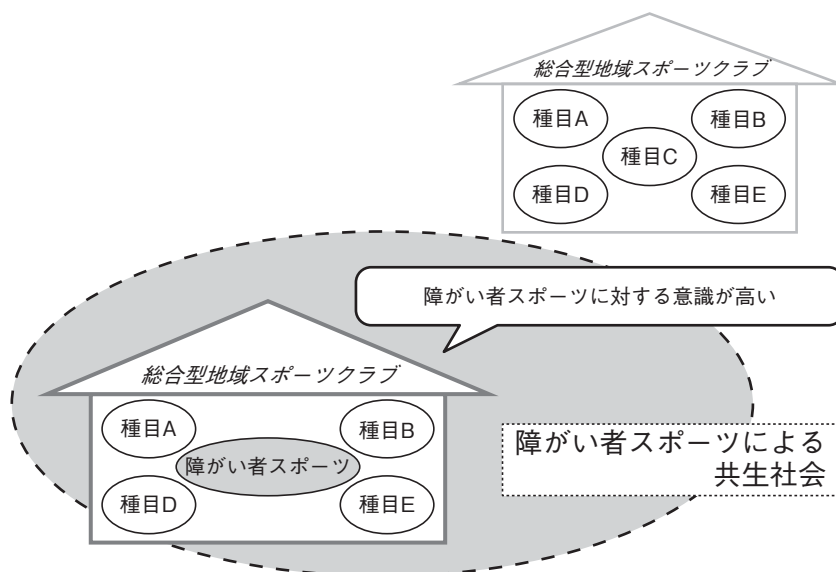 総合型地域スポーツクラブ
種目A
種目B
種目C
種目D
種目E
障がい者スポーツに対する意識が高い
総合型地域スポーツクラブ
種目A
種目B
障がい者スポーツ
種目D
種目E
障がい者スポーツによる
共生社会